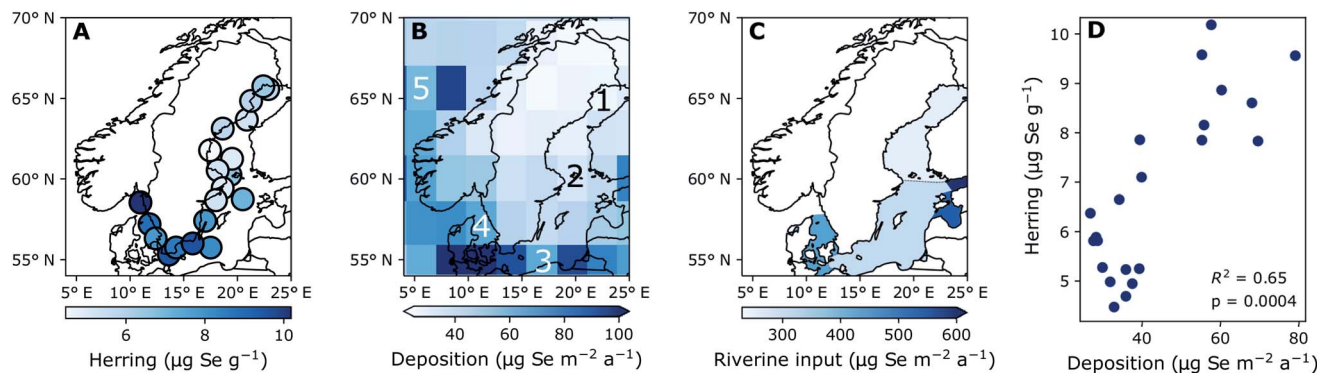 A
70° N
65° N
60° N
55° N
5° E
10° E
15° E
20° E
25° E
6
8
10
Herring (µg Se g⁻¹)
B
70° N
65° N
60° N
55° N
5
1
2
4
3
5° E
10° E
15° E
20° E
25° E
40
60
80
100
Deposition (µg Se m⁻² a⁻¹)
C
70° N
65° N
60° N
55° N
5° E
10° E
15° E
20° E
25° E
300
400
500
600
Riverine input (µg Se m⁻² a⁻¹)
D
10
9
8
7
6
5
Herring (µg Se g⁻¹)
R² = 0.65
p = 0.0004
40
60
80
Deposition (µg Se m⁻² a⁻¹)